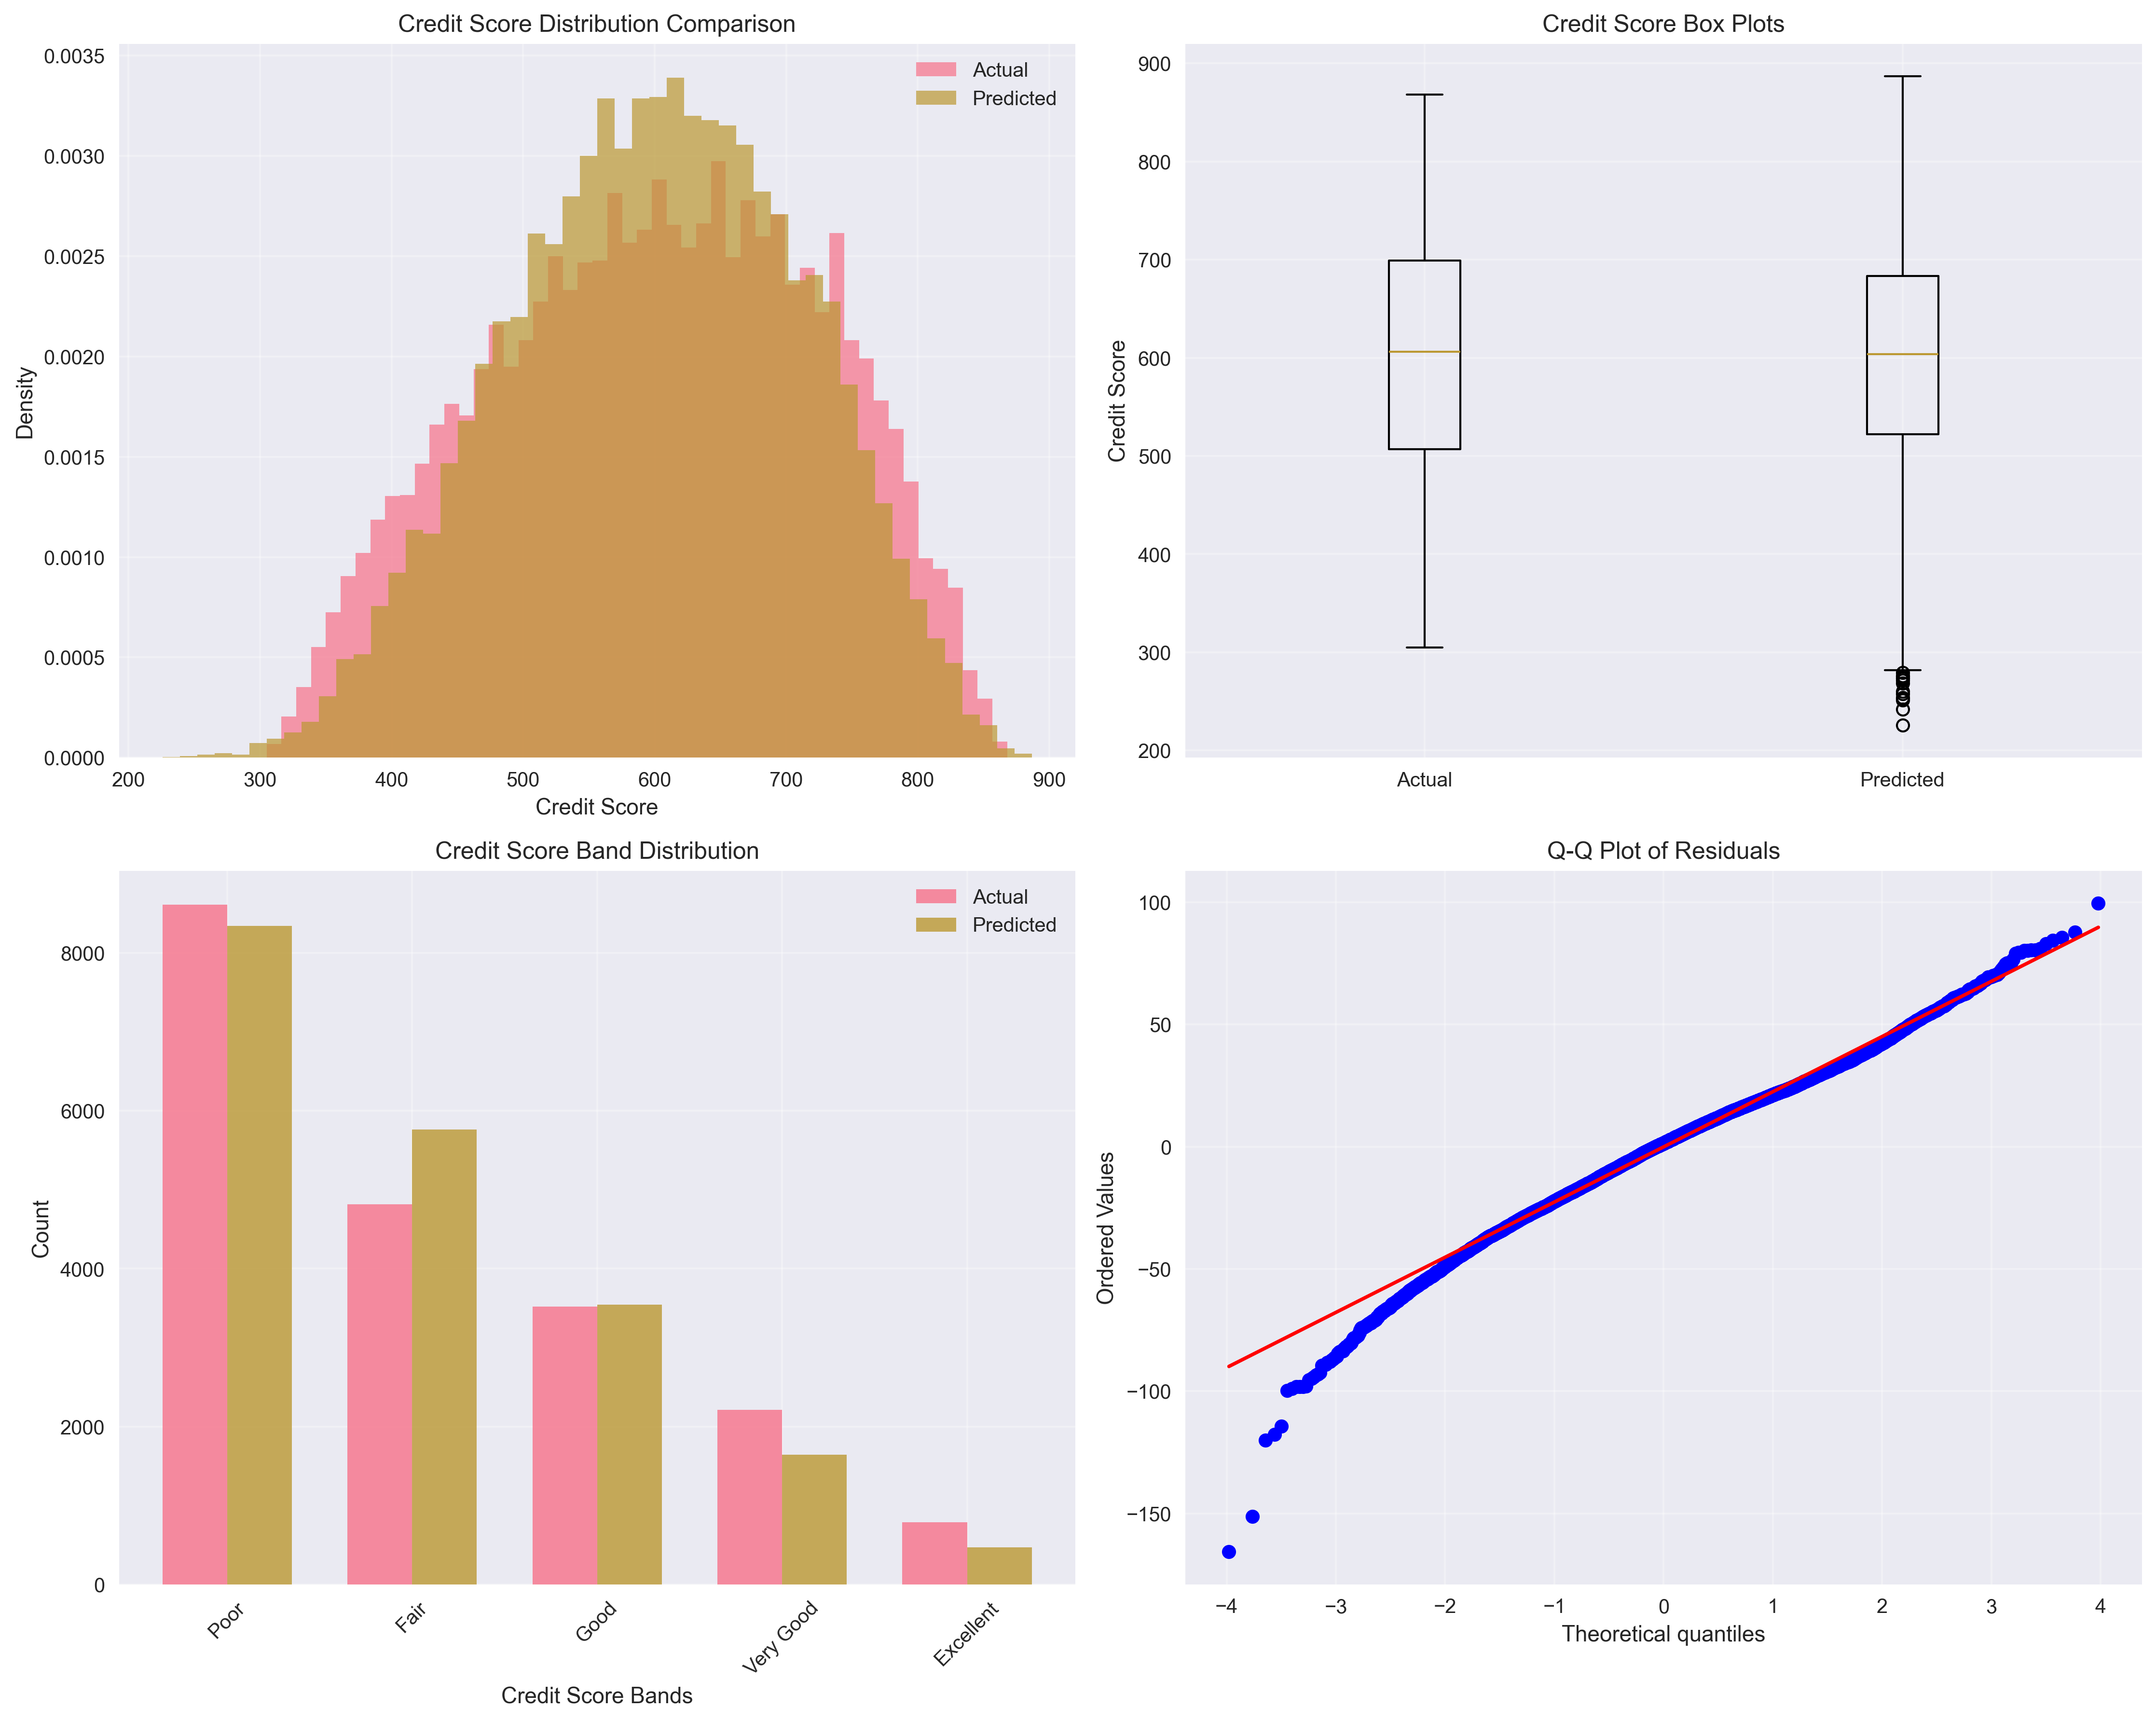 Credit Score Distribution Comparison
0.0035
0.0030
0.0025
0.0020
0.0015
0.0010
0.0005
0.0000
Density
Actual
Predicted
200 300 400 500 600 700 800 900
Credit Score
Credit Score Box Plots
900
800
700
600
500
400
300
200
Credit Score
Actual Predicted
Credit Score Band Distribution
8000
6000
4000
2000
0
Count
Actual
Predicted
Poor Fair Good Very Good Excellent
Credit Score Bands
Q-Q Plot of Residuals
100
50
0
−50
−100
−150
Ordered Values
−4 −3 −2 −1 0 1 2 3 4
Theoretical quantiles